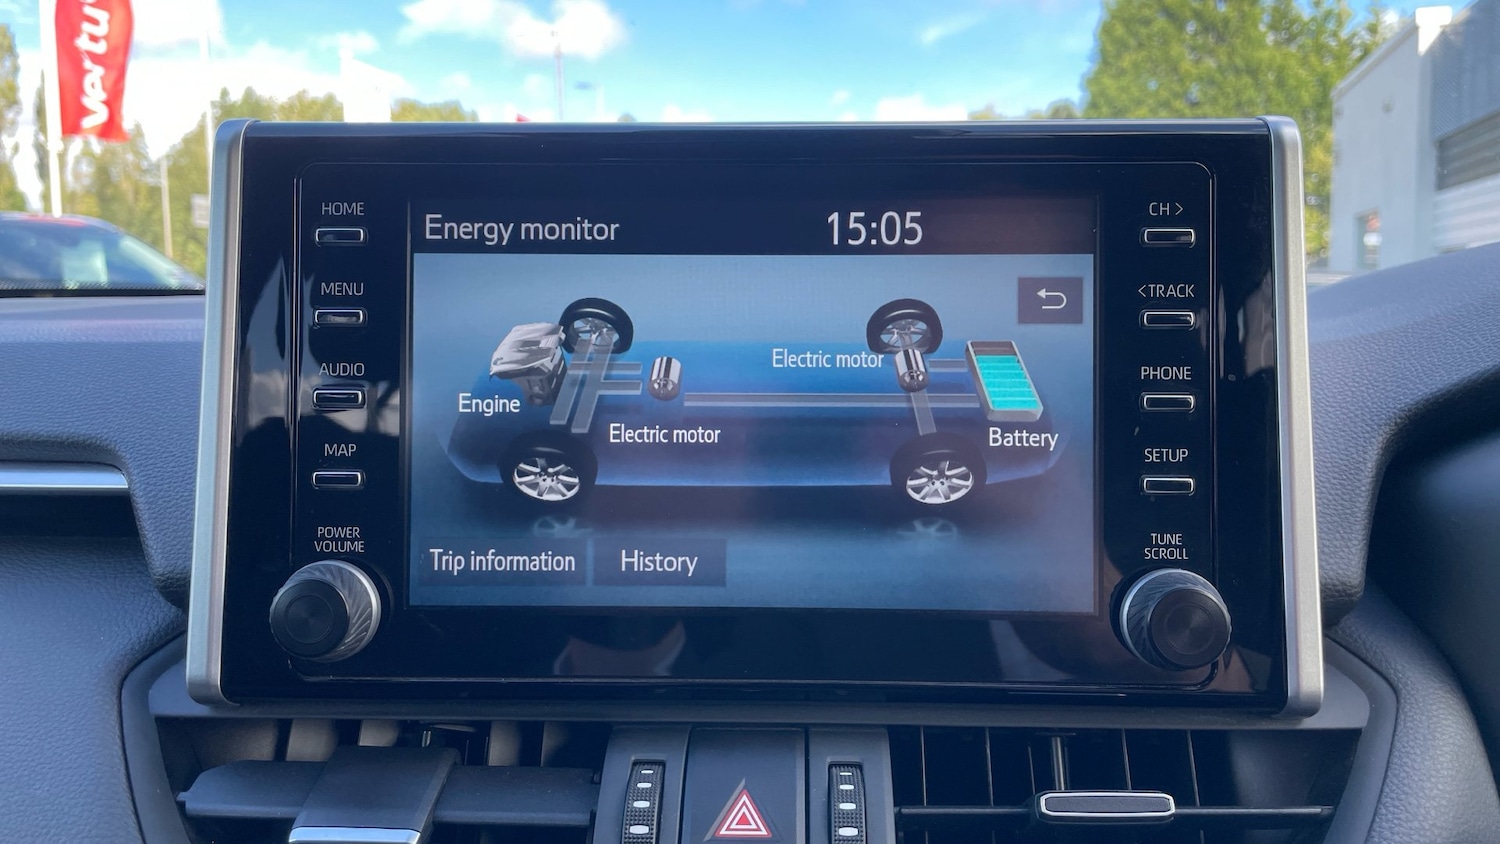 vertu
HOME
MENU
AUDIO
MAP
POWER
VOLUME
Energy monitor 15:05
Electric motor
Engine
Electric motor
Battery
Trip information History
CH >
<TRACK
PHONE
SETUP
TUNE
SCROLL